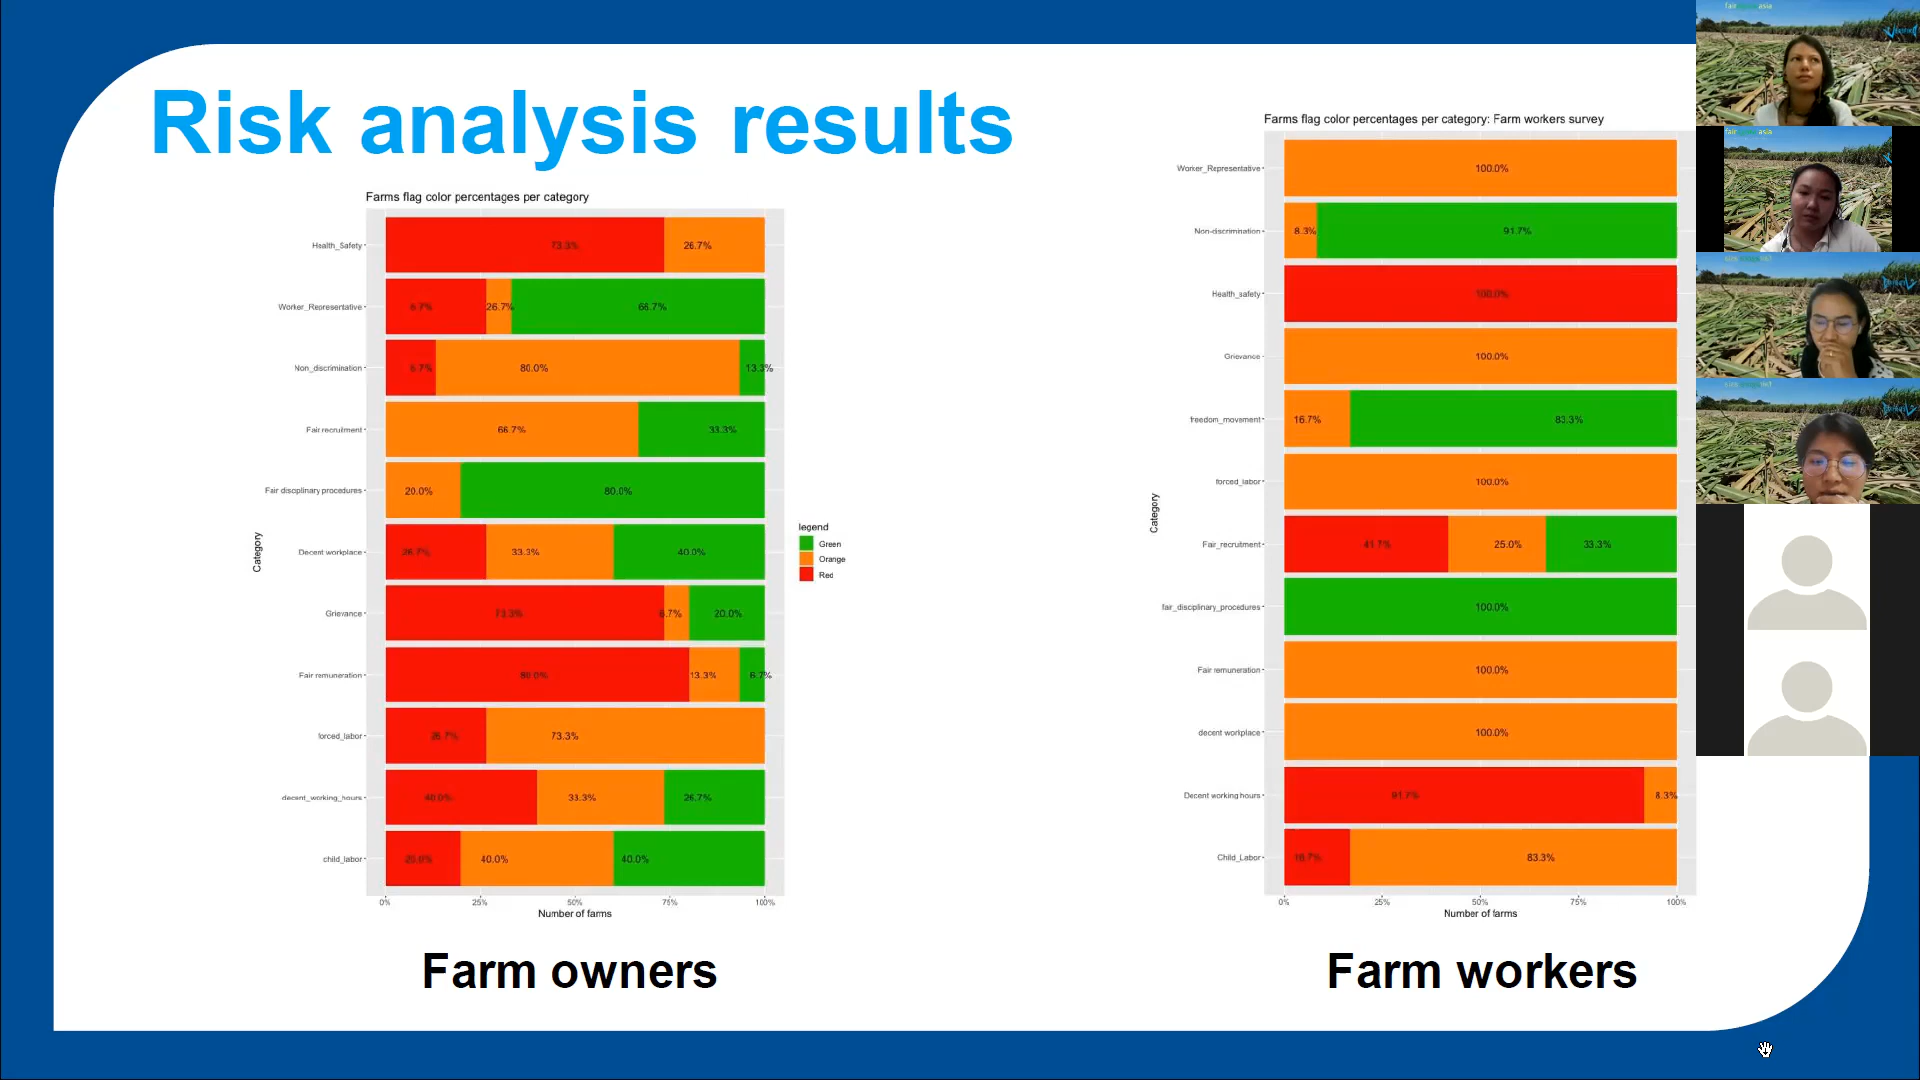 Risk analysis results
Farms flag color percentages per category
Health_Safety 73.3% 26.7%
Worker_Representative 6.7% 26.7% 66.7%
Non_discrimination 6.7% 80.0% 13.3%
Fair recruitment 66.7% 33.3%
Fair disciplinary procedures 20.0% 80.0%
Decent workplace 26.7% 33.3% 40.0%
Grievance 73.3% 6.7% 20.0%
Fair remuneration 80.0% 13.3% 6.7%
forced_labor 26.7% 73.3%
decent_working_hours 40.0% 33.3% 26.7%
child_labor 20.0% 40.0% 40.0%
Category
0% 25% 50% 75% 100%
Number of farms
legend
Green
Orange
Red
Farm owners
Farms flag color percentages per category: Farm workers survey
Worker_Representative 100.0%
Non-discrimination 8.3% 91.7%
Health_safety 100.0%
Grievance 100.0%
freedom_movement 16.7% 83.3%
forced_labor 100.0%
Fair_recruitment 41.7% 25.0% 33.3%
fair_disciplinary_procedures 100.0%
Fair remuneration 100.0%
decent workplace 100.0%
Decent working hours 91.7% 8.3%
Child_Labor 16.7% 83.3%
Category
0% 25% 50% 75% 100%
Number of farms
Farm workers